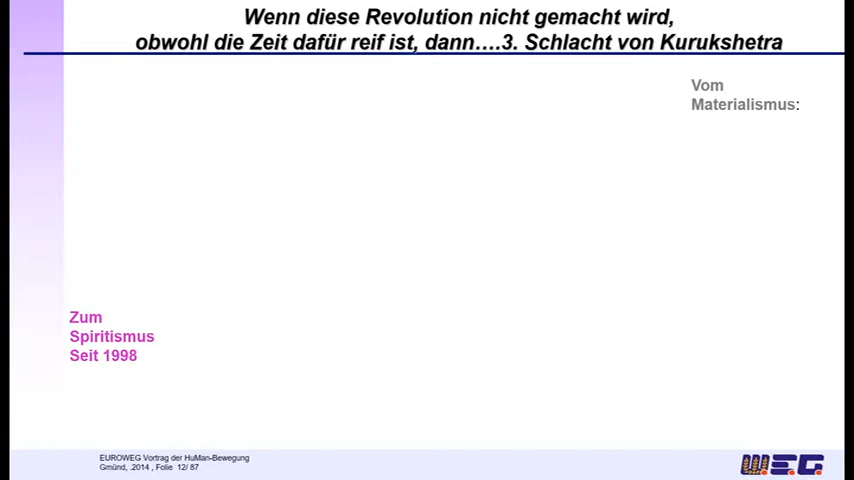 Wenn diese Revolution nicht gemacht wird,
obwohl die Zeit dafür reif ist, dann….3. Schlacht von Kurukshetra
Vom
Materialismus:
Zum
Spiritismus
Seit 1998
EUROWEG Vortrag der HuMan-Bewegung
Gmünd, .2014 , Folie 12/ 87
W.E.G.